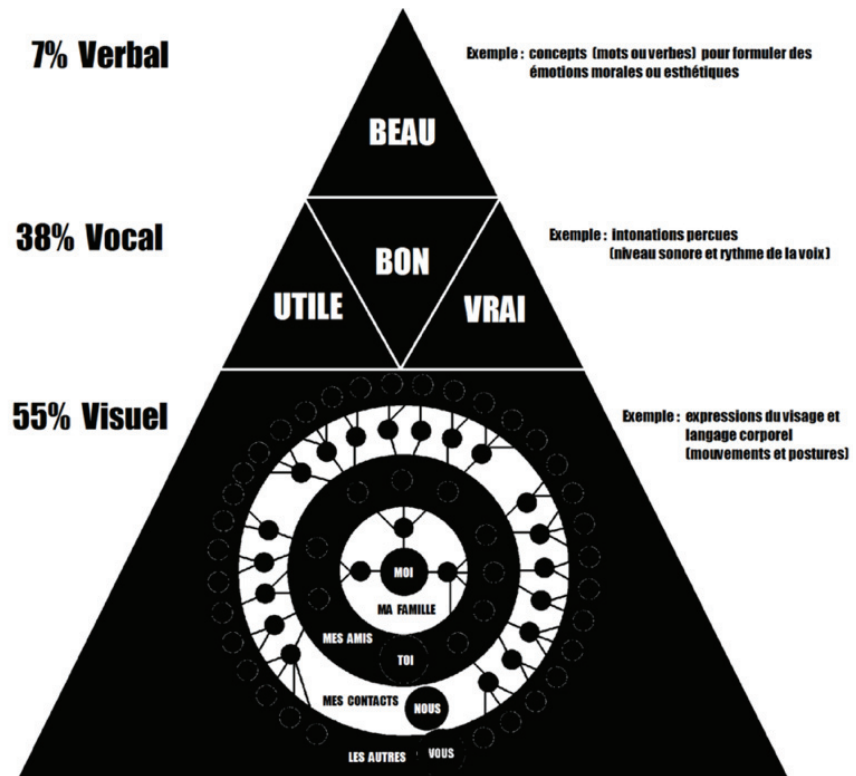 7% Verbal
Exemple : concepts (mots ou verbes) pour formuler des
émotions morales ou esthétiques
BEAU
38% Vocal
Exemple : intonations percues
(niveau sonore et rythme de la voix)
BON
UTILE
VRAI
55% Visuel
Exemple : expressions du visage et
langage corporel
(mouvements et postures)
MOI
MA FAMILLE
MES AMIS
TOI
MES CONTACTS
NOUS
LES AUTRES
VOUS